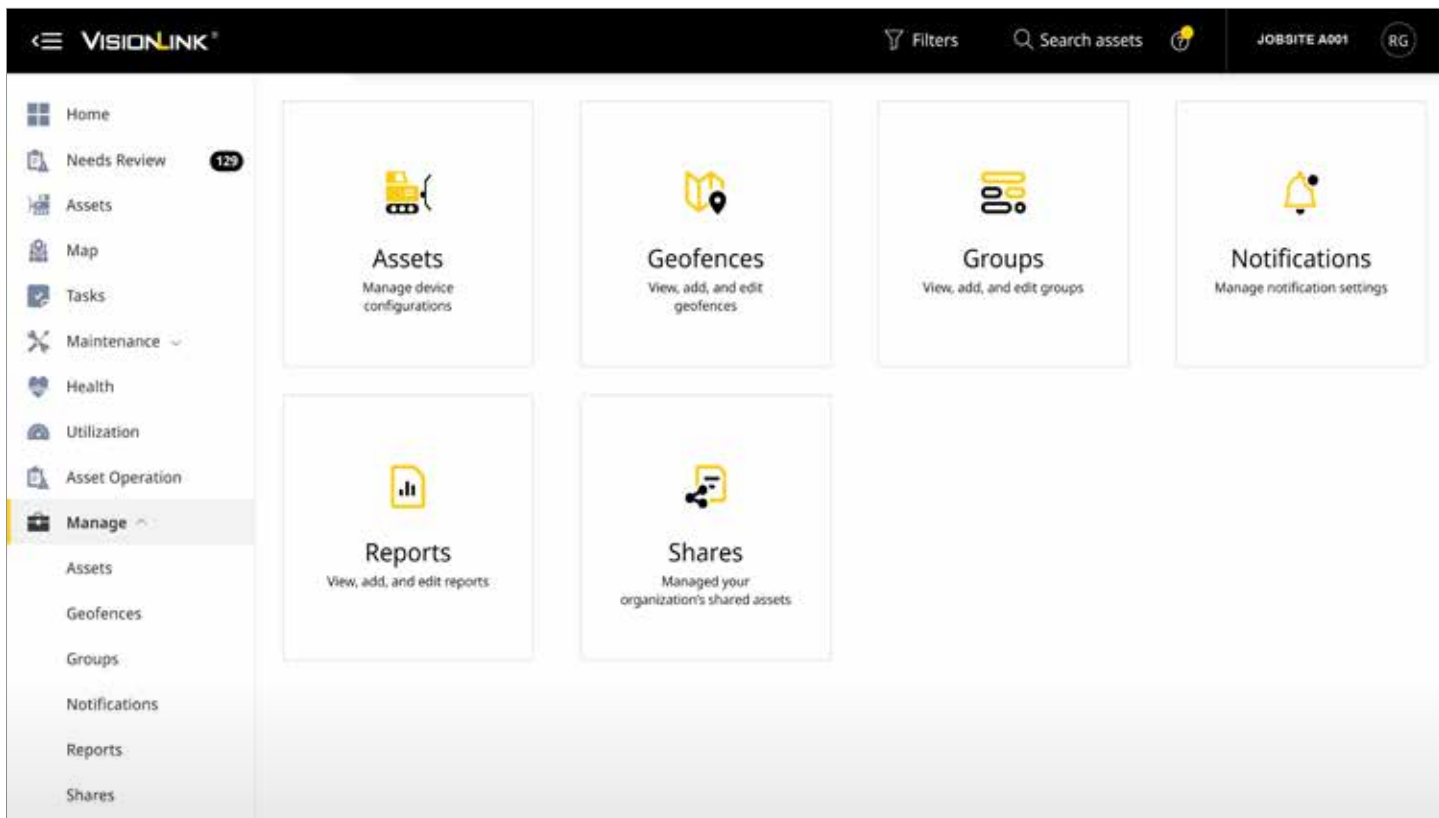 VISIONLINK®
Filters
Search assets
JOBSITE A001
RG
Home
Needs Review 129
Assets
Map
Tasks
Maintenance
Health
Utilization
Asset Operation
Manage
Assets
Geofences
Groups
Notifications
Reports
Shares
Assets
Manage device
configurations
Geofences
View, add, and edit
geofences
Groups
View, add, and edit groups
Notifications
Manage notification settings
Reports
View, add, and edit reports
Shares
Managed your
organization's shared assets